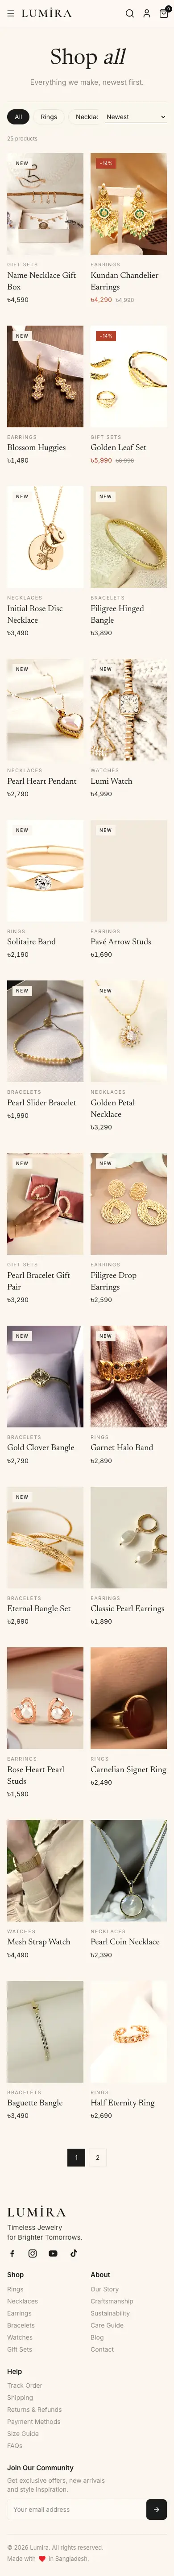 LUMİRA
0
Shop all
Everything we make, newest first.
All
Rings
Necklac
Newest
25 products
NEW
−14%
GIFT SETS
Name Necklace Gift
Box
৳4,590
EARRINGS
Kundan Chandelier
Earrings
৳4,290 ৳4,990
NEW
−14%
EARRINGS
Blossom Huggies
৳1,490
GIFT SETS
Golden Leaf Set
৳5,990 ৳6,990
NEW
NEW
NECKLACES
Initial Rose Disc
Necklace
৳3,490
BRACELETS
Filigree Hinged
Bangle
৳3,890
NEW
NEW
NECKLACES
Pearl Heart Pendant
৳2,790
WATCHES
Lumi Watch
৳4,990
NEW
NEW
RINGS
Solitaire Band
৳2,190
EARRINGS
Pavé Arrow Studs
৳1,690
NEW
NEW
BRACELETS
Pearl Slider Bracelet
৳1,990
NECKLACES
Golden Petal
Necklace
৳3,290
NEW
NEW
GIFT SETS
Pearl Bracelet Gift
Pair
৳3,290
EARRINGS
Filigree Drop
Earrings
৳2,590
NEW
NEW
BRACELETS
Gold Clover Bangle
৳2,790
RINGS
Garnet Halo Band
৳2,890
NEW
BRACELETS
Eternal Bangle Set
৳2,990
EARRINGS
Classic Pearl Earrings
৳1,890
EARRINGS
Rose Heart Pearl
Studs
৳1,590
RINGS
Carnelian Signet Ring
৳2,490
WATCHES
Mesh Strap Watch
৳4,490
NECKLACES
Pearl Coin Necklace
৳2,390
BRACELETS
Baguette Bangle
৳3,490
RINGS
Half Eternity Ring
৳2,690
1
2
LUMİRA
Timeless Jewelry
for Brighter Tomorrows.
Shop
Rings
Necklaces
Earrings
Bracelets
Watches
Gift Sets
About
Our Story
Craftsmanship
Sustainability
Care Guide
Blog
Contact
Help
Track Order
Shipping
Returns & Refunds
Payment Methods
Size Guide
FAQs
Join Our Community
Get exclusive offers, new arrivals
and style inspiration.
Your email address
© 2026 Lumira. All rights reserved.
Made with ❤ in Bangladesh.